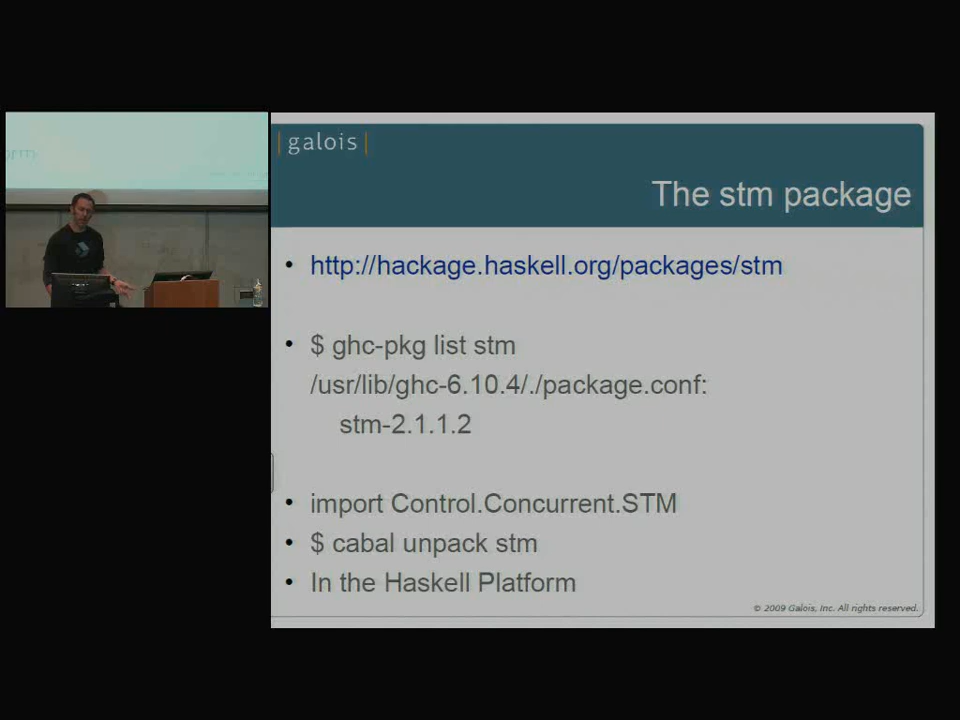 |galois|
The stm package
• http://hackage.haskell.org/packages/stm
• $ ghc-pkg list stm
/usr/lib/ghc-6.10.4/./package.conf:
stm-2.1.1.2
• import Control.Concurrent.STM
• $ cabal unpack stm
• In the Haskell Platform
© 2009 Galois, Inc. All rights reserved.